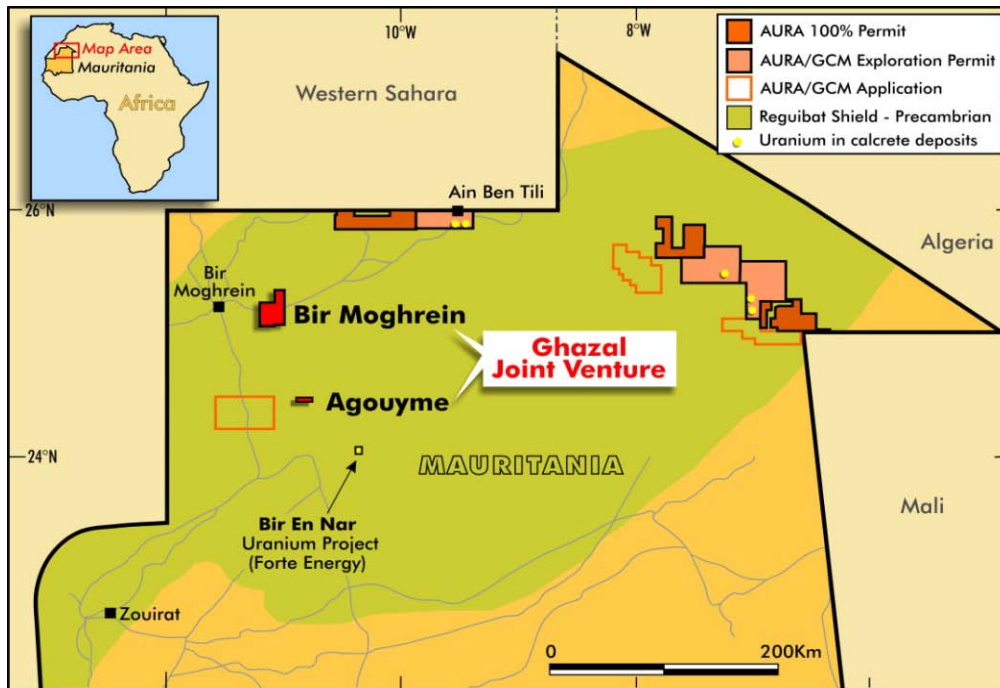 Map Area
Mauritania
Africa
10°W
8°W
AURA 100% Permit
AURA/GCM Exploration Permit
AURA/GCM Application
Reguibat Shield - Precambrian
Uranium in calcrete deposits
Western Sahara
Ain Ben Tili
26°N
Algeria
Bir
Moghrein
Bir Moghrein
Ghazal
Joint Venture
Agouyme
24°N
MAURITANIA
Mali
Bir En Nar
Uranium Project
(Forte Energy)
Zouirat
0
200Km